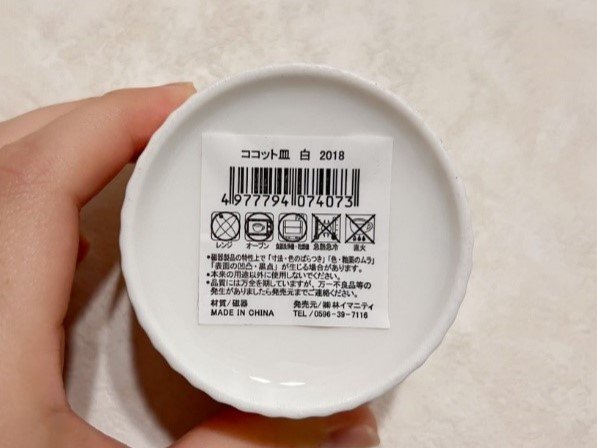 ココット皿 白 2018
4 977794 074073
レンジ オーブン 食器洗浄機・乾燥機 急熱急冷 直火
•磁器製品の特性上で「寸法・色のばらつき」「色・釉薬のムラ」
「表面の凹凸・黒点」が生じる場合があります。
•本来の用途以外に使用しないでください。
•品質には万全を期していますが、万一不良品等の
発生がありましたら発売元までご連絡ください。
材質/磁器 発売元/㈱林イマニティ
MADE IN CHINA TEL/0596-39-7116